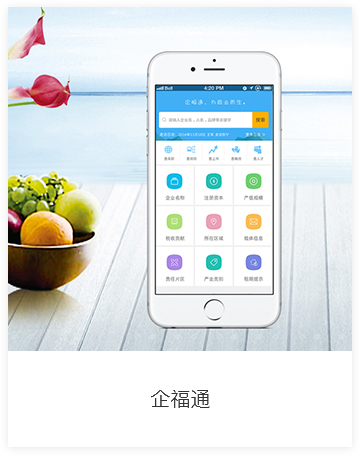 Bell 4:20 PM
企福通，为商业而生。
请输入企业名，人名，品牌等关键字
搜索
企业名称 注册资本 产值规模
税收贡献 所在区域 载体信息
责任片区 产业类别 租期提示
企福通